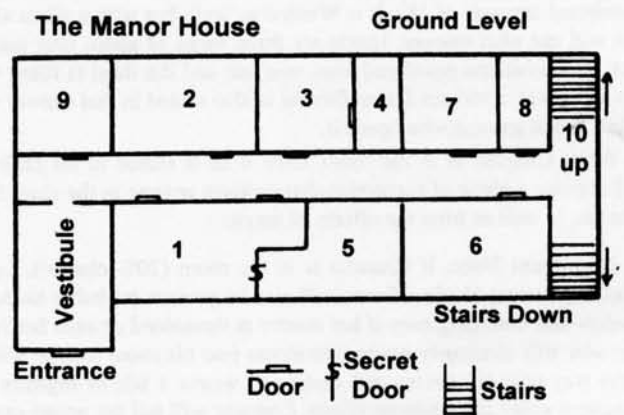 The Manor House Ground Level
9 2 3 4 7 8 10
up
1 5 6
Vestibule
Stairs Down
Entrance
Door
Secret
Door
Stairs